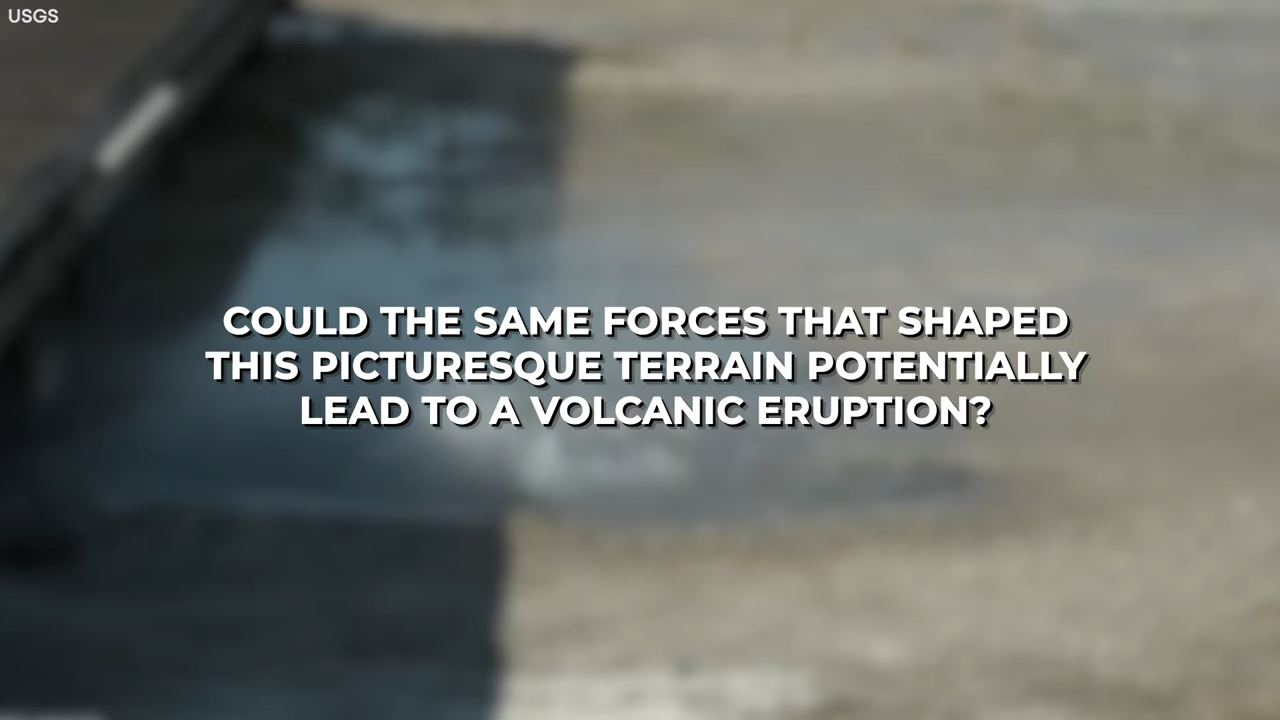 USGS
COULD THE SAME FORCES THAT SHAPED
THIS PICTURESQUE TERRAIN POTENTIALLY
LEAD TO A VOLCANIC ERUPTION?